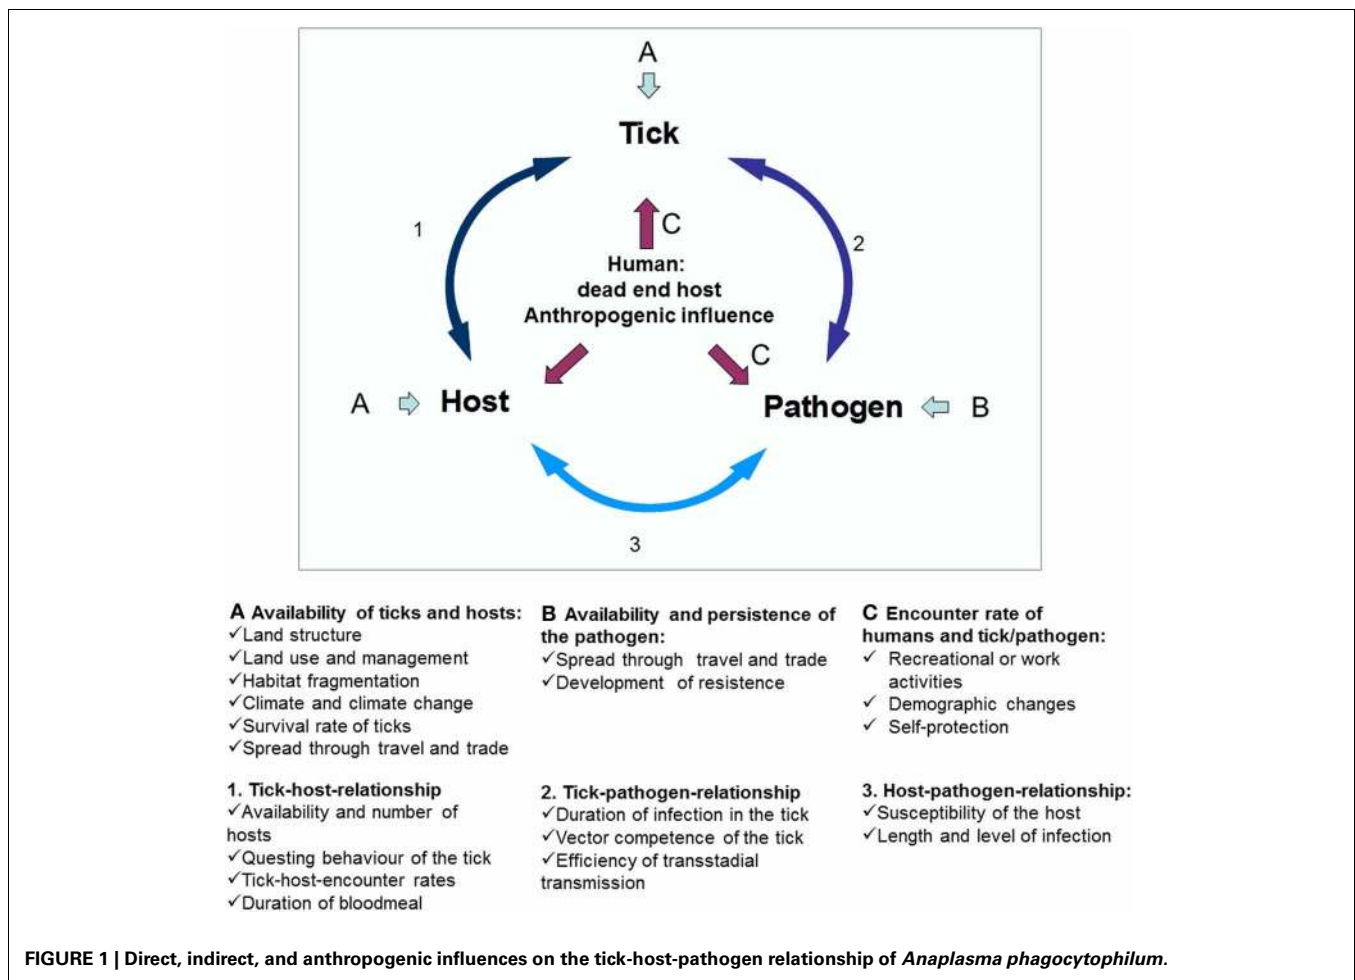 A
Tick
1
C
2
Human:
dead end host
Anthropogenic influence
C
A
Host
Pathogen
B
3
A Availability of ticks and hosts:
✓Land structure
✓Land use and management
✓Habitat fragmentation
✓Climate and climate change
✓Survival rate of ticks
✓Spread through travel and trade
B Availability and persistence of
the pathogen:
✓Spread through travel and trade
✓Development of resistence
C Encounter rate of
humans and tick/pathogen:
✓ Recreational or work
activities
✓ Demographic changes
✓ Self-protection
1. Tick-host-relationship
✓Availability and number of
hosts
✓Questing behaviour of the tick
✓Tick-host-encounter rates
✓Duration of bloodmeal
2. Tick-pathogen-relationship
✓Duration of infection in the tick
✓Vector competence of the tick
✓Efficiency of transstadial
transmission
3. Host-pathogen-relationship:
✓Susceptibility of the host
✓Length and level of infection
FIGURE 1 | Direct, indirect, and anthropogenic influences on the tick-host-pathogen relationship of Anaplasma phagocytophilum.